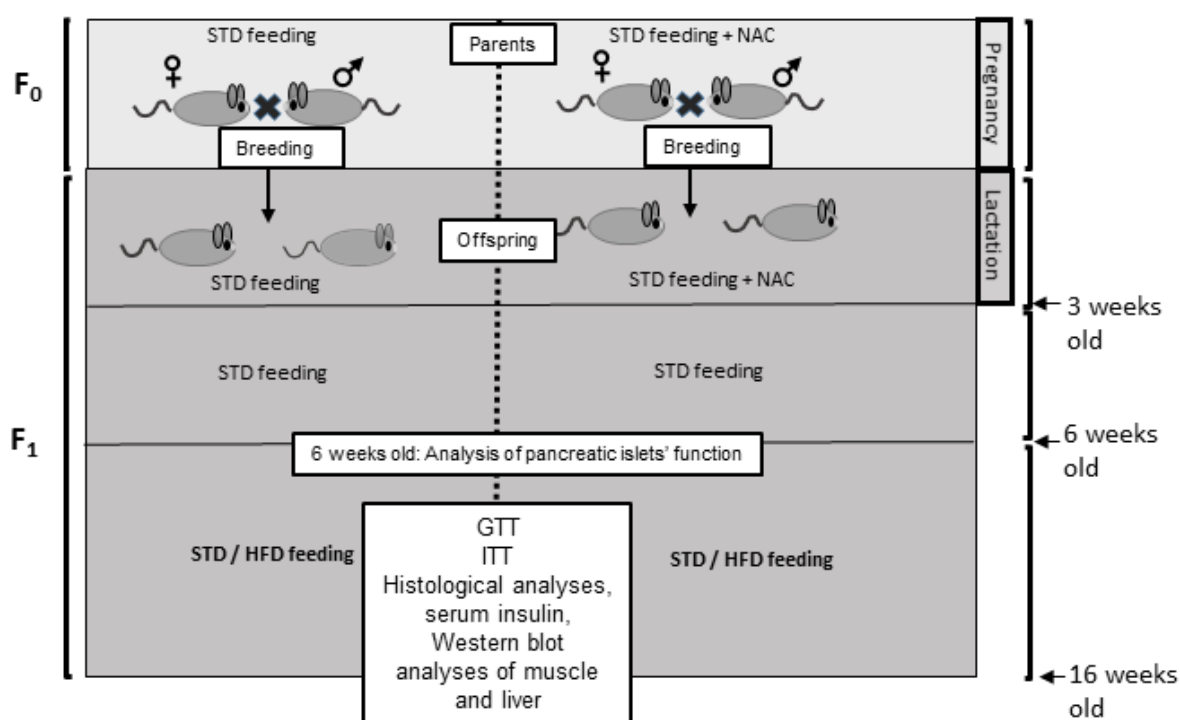 STD feeding
Parents
STD feeding + NAC
♀
♂
♀
♂
F₀
Breeding
Breeding
Pregnancy
Offspring
STD feeding
STD feeding + NAC
Lactation
3 weeks
old
STD feeding
STD feeding
F₁
6 weeks old: Analysis of pancreatic islets' function
6 weeks
old
STD / HFD feeding
GTT
ITT
Histological analyses,
serum insulin,
Western blot
analyses of muscle
and liver
STD / HFD feeding
16 weeks
old